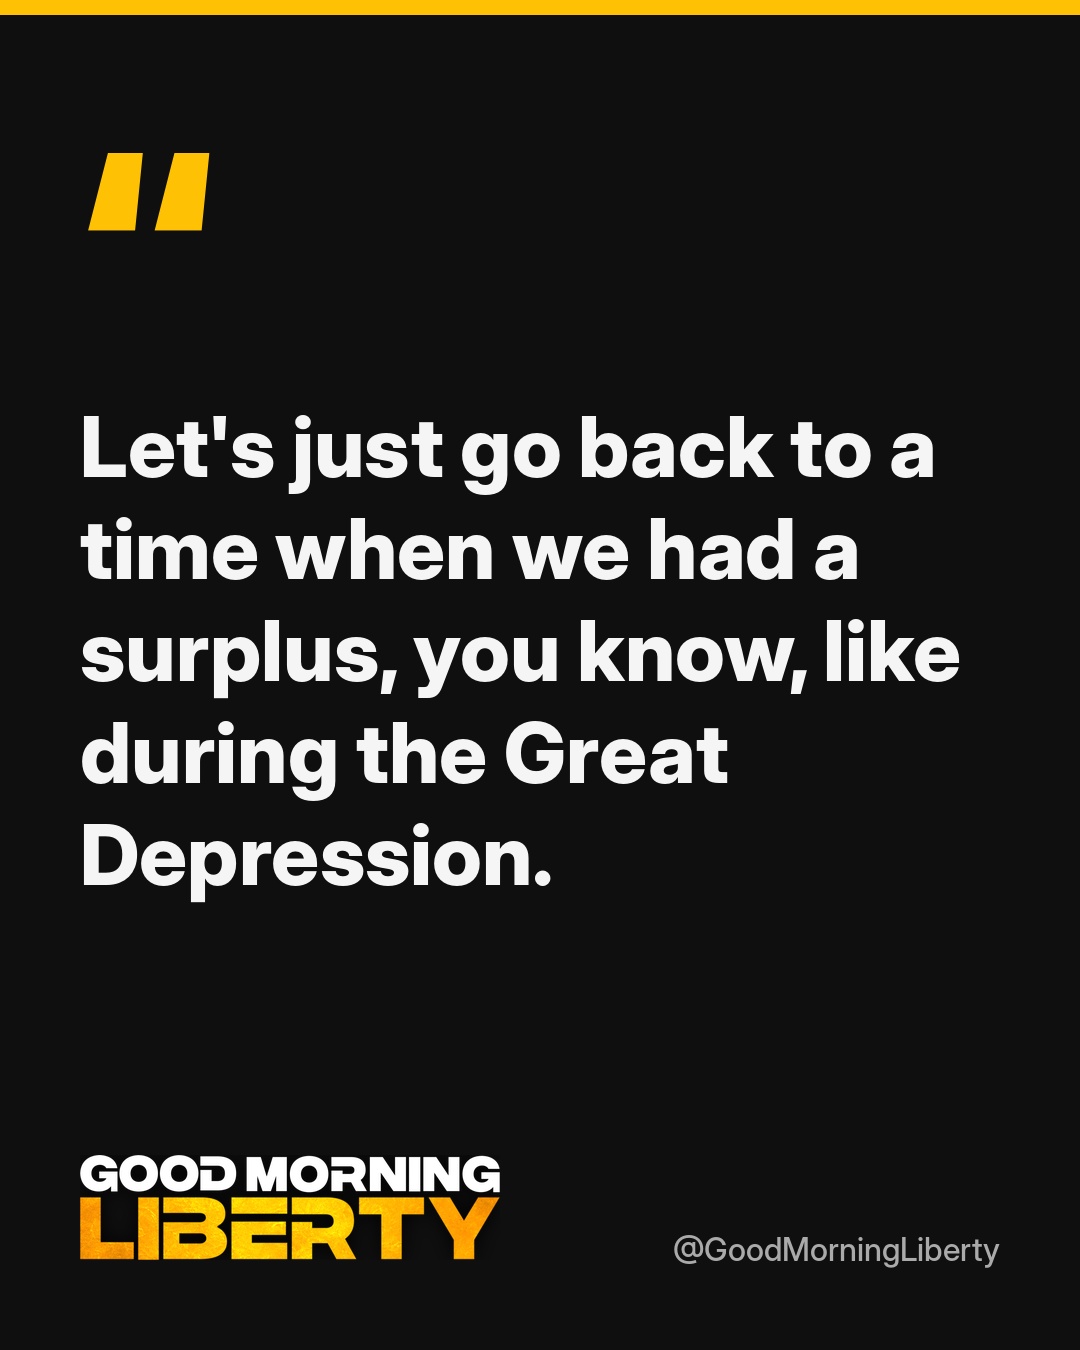 "
Let's just go back to a
time when we had a
surplus, you know, like
during the Great
Depression.
GOOD MORNING
LIBERTY
@GoodMorningLiberty